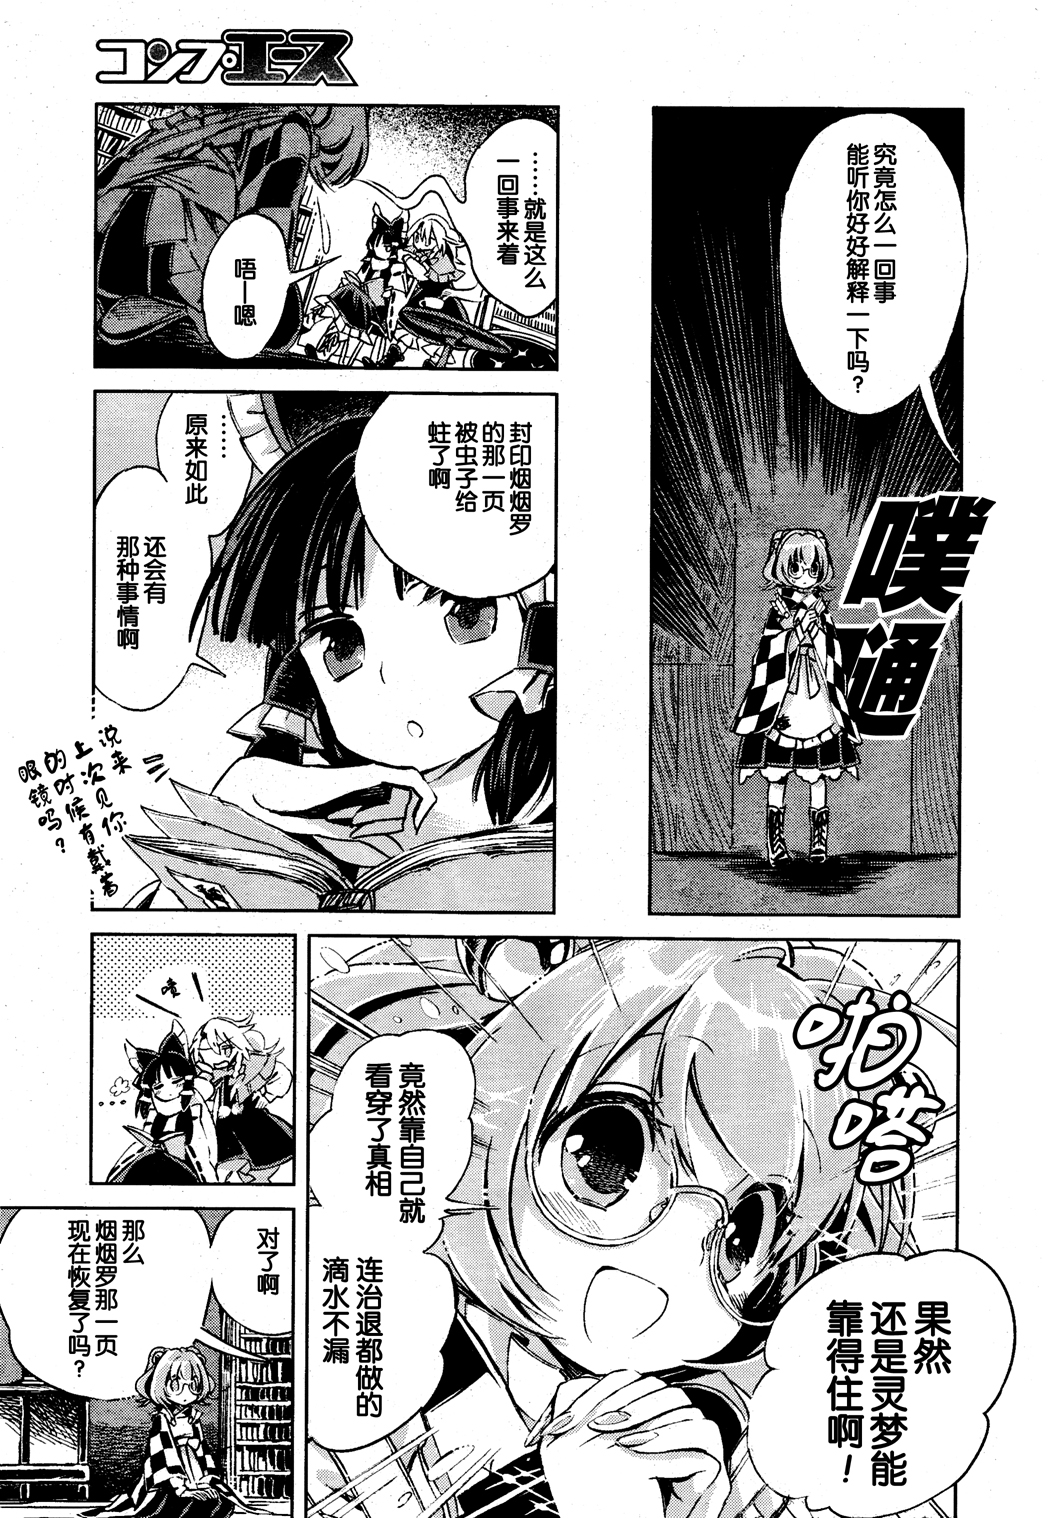 コンプエース
究竟怎么一回事
能听你好好解释一下吗？
噗
通
……就是这么
一回事来着
唔—嗯
封印烟烟罗
的那一页
被虫子给
蛀了啊
……
原来如此
还会有
那种事情啊
说来
上次见你
的时候有戴着
眼镜吗？
啪
嗒
果然
还是灵梦能
靠得住啊！
竟然靠自己就
看穿了真相
连治退都做的
滴水不漏
啧
对了啊
那么
烟烟罗那一页
现在恢复了吗？